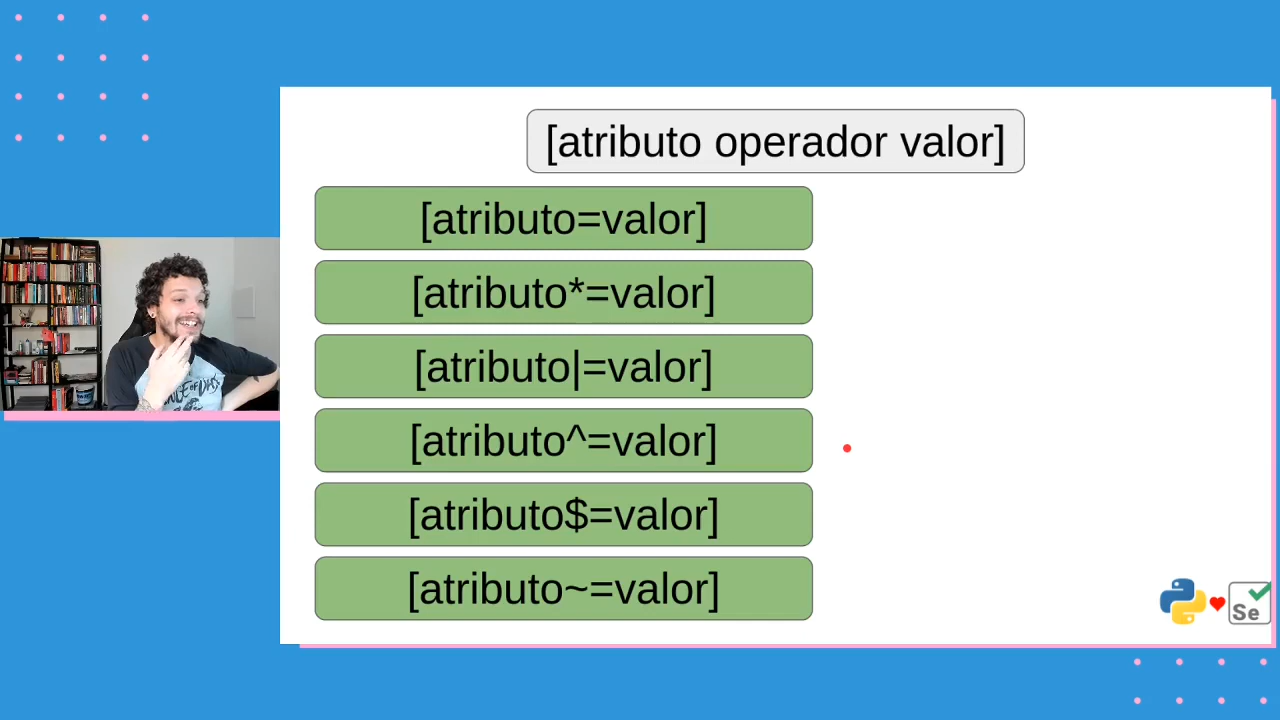 [atributo operador valor]
[atributo=valor]
[atributo*=valor]
[atributo|=valor]
[atributo^=valor]
[atributo$=valor]
[atributo~=valor]
Se